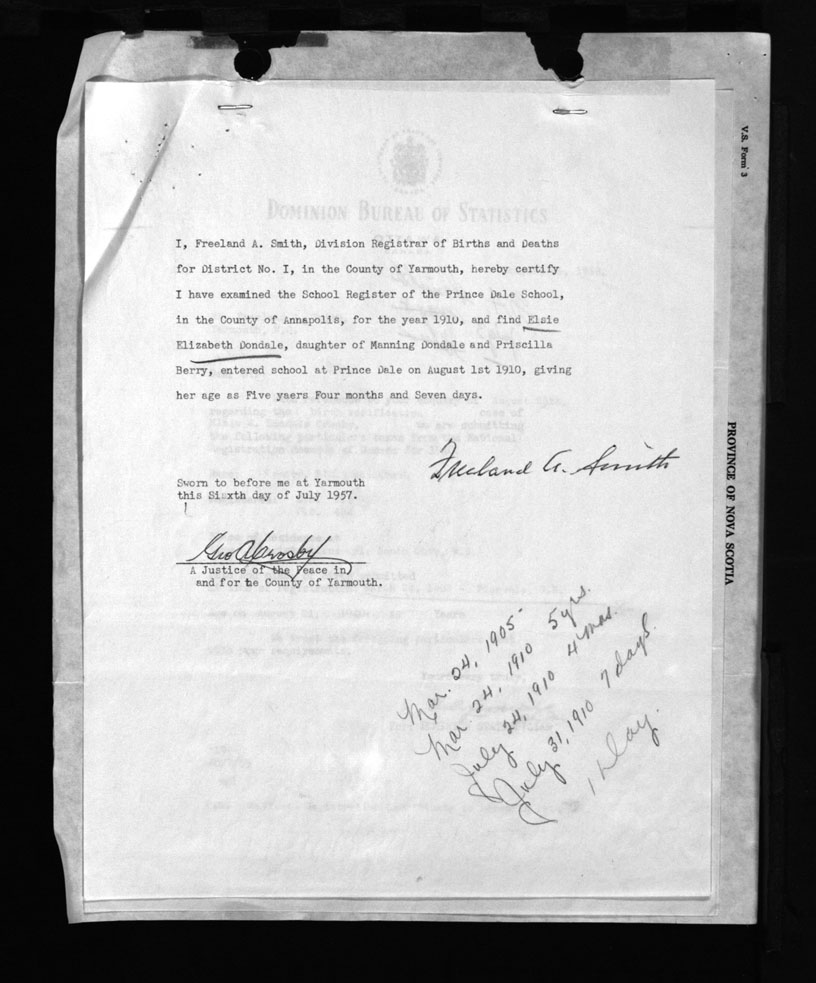 DOMINION BUREAU OF STATISTICS
I, Freeland A. Smith, Division Registrar of Births and Deaths
for District No. I, in the County of Yarmouth, hereby certify
I have examined the School Register of the Prince Dale School,
in the County of Annapolis, for the year 1910, and find Elsie
Elizabeth Dondale, daughter of Manning Dondale and Priscilla
Berry, entered school at Prince Dale on August 1st 1910, giving
her age as Five yaers Four months and Seven days.
Freeland A. Smith
Sworn to before me at Yarmouth
this Sixth day of July 1957.
Geo A Crosby
A Justice of the Peace in
and for he County of Yarmouth.
Mar. 24, 1905
Mar 24, 1910 5 yrs.
July 24, 1910 4 mos.
July 31, 1910 7 days.
1 Day.
V.S. Form 3
PROVINCE OF NOVA SCOTIA